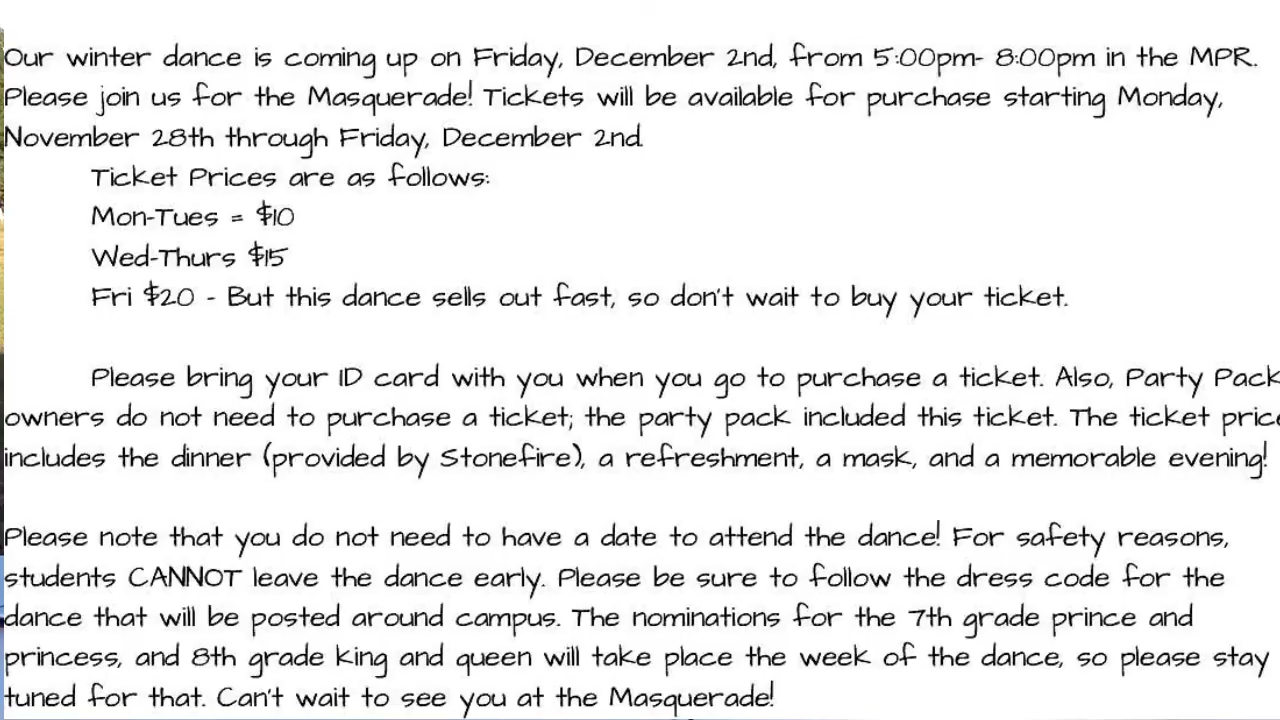 Our winter dance is coming up on Friday, December 2nd, from 5:00pm- 8:00pm in the MPR.
Please join us for the Masquerade! Tickets will be available for purchase starting Monday,
November 28th through Friday, December 2nd.
Ticket Prices are as follows:
Mon-Tues = $10
Wed-Thurs $15
Fri $20 - But this dance sells out fast, so don't wait to buy your ticket.
Please bring your ID card with you when you go to purchase a ticket. Also, Party Pack
owners do not need to purchase a ticket; the party pack included this ticket. The ticket price
includes the dinner (provided by Stonefire), a refreshment, a mask, and a memorable evening!
Please note that you do not need to have a date to attend the dance! For safety reasons,
students CANNOT leave the dance early. Please be sure to follow the dress code for the
dance that will be posted around campus. The nominations for the 7th grade prince and
princess, and 8th grade king and queen will take place the week of the dance, so please stay
tuned for that. Can't wait to see you at the Masquerade!